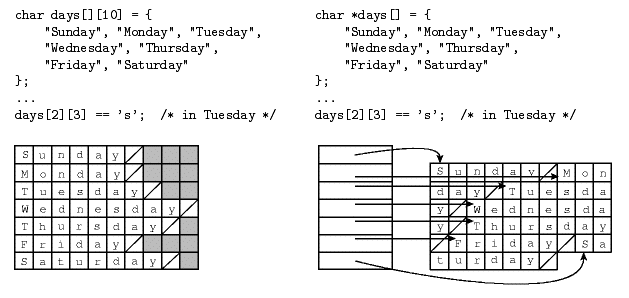 char days[][10] = {
"Sunday", "Monday", "Tuesday",
"Wednesday", "Thursday",
"Friday", "Saturday"
};
...
days[2][3] == 's'; /* in Tuesday */
char *days[] = {
"Sunday", "Monday", "Tuesday",
"Wednesday", "Thursday",
"Friday", "Saturday"
};
...
days[2][3] == 's'; /* in Tuesday */
S u n d a y
M o n d a y
T u e s d a y
W e d n e s d a y
T h u r s d a y
F r i d a y
S a t u r d a y
S u n d a y M o n
d a y T u e s d a
y W e d n e s d a
y T h u r s d a y
F r i d a y S a
t u r d a y